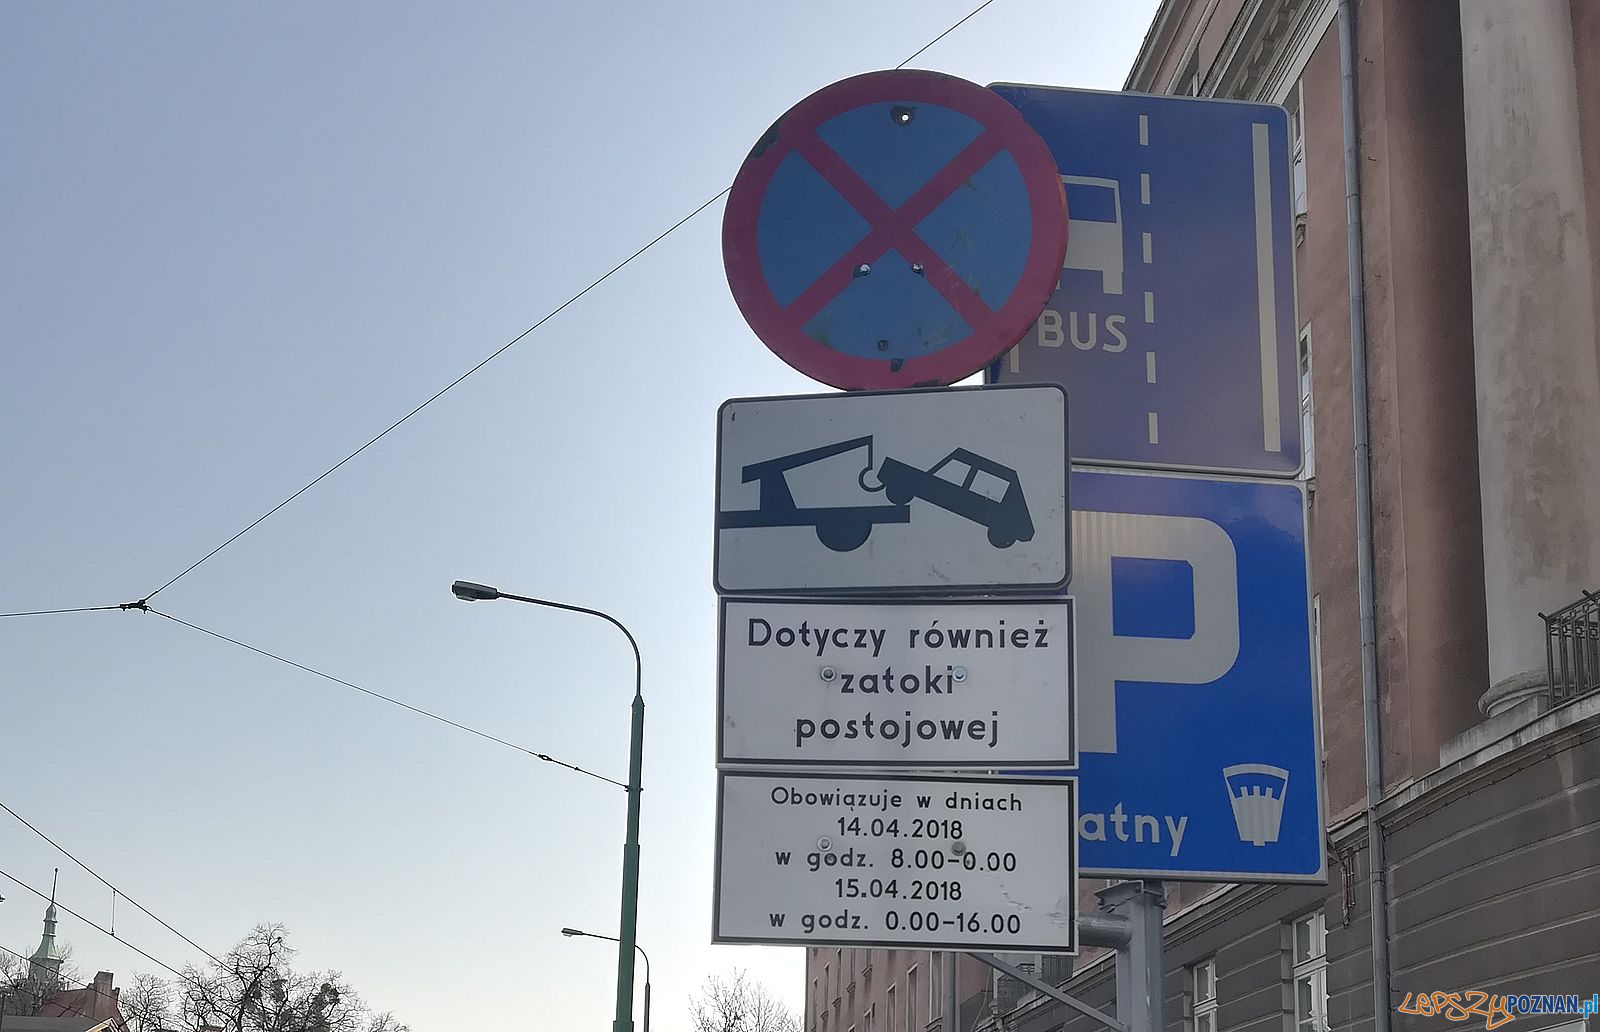 BUS
P
Dotyczy również
zatoki
postojowej
atny
Obowiązuje w dniach
14.04.2018
w godz. 8.00-0.00
15.04.2018
w godz. 0.00-16.00
LEPSZYPOZNAN.pl